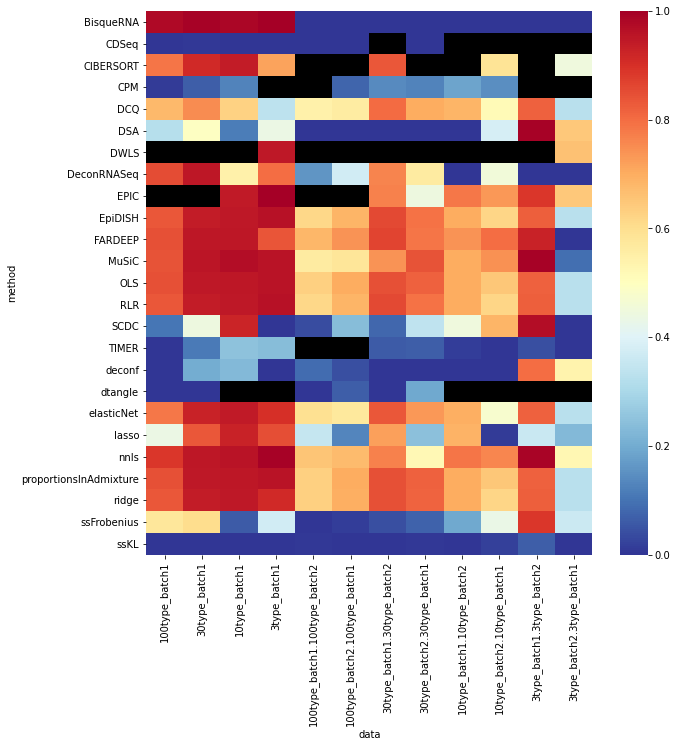 BisqueRNA
CDSeq
CIBERSORT
CPM
DCQ
DSA
DWLS
DeconRNASeq
EPIC
EpiDISH
FARDEEP
MuSiC
OLS
RLR
SCDC
TIMER
deconf
dtangle
elasticNet
lasso
nnls
proportionsInAdmixture
ridge
ssFrobenius
ssKL
method
100type_batch1
30type_batch1
10type_batch1
3type_batch1
100type_batch1.100type_batch2
100type_batch2.100type_batch1
30type_batch1.30type_batch2
30type_batch2.30type_batch1
10type_batch1.10type_batch2
10type_batch2.10type_batch1
3type_batch1.3type_batch2
3type_batch2.3type_batch1
data
1.0
0.8
0.6
0.4
0.2
0.0